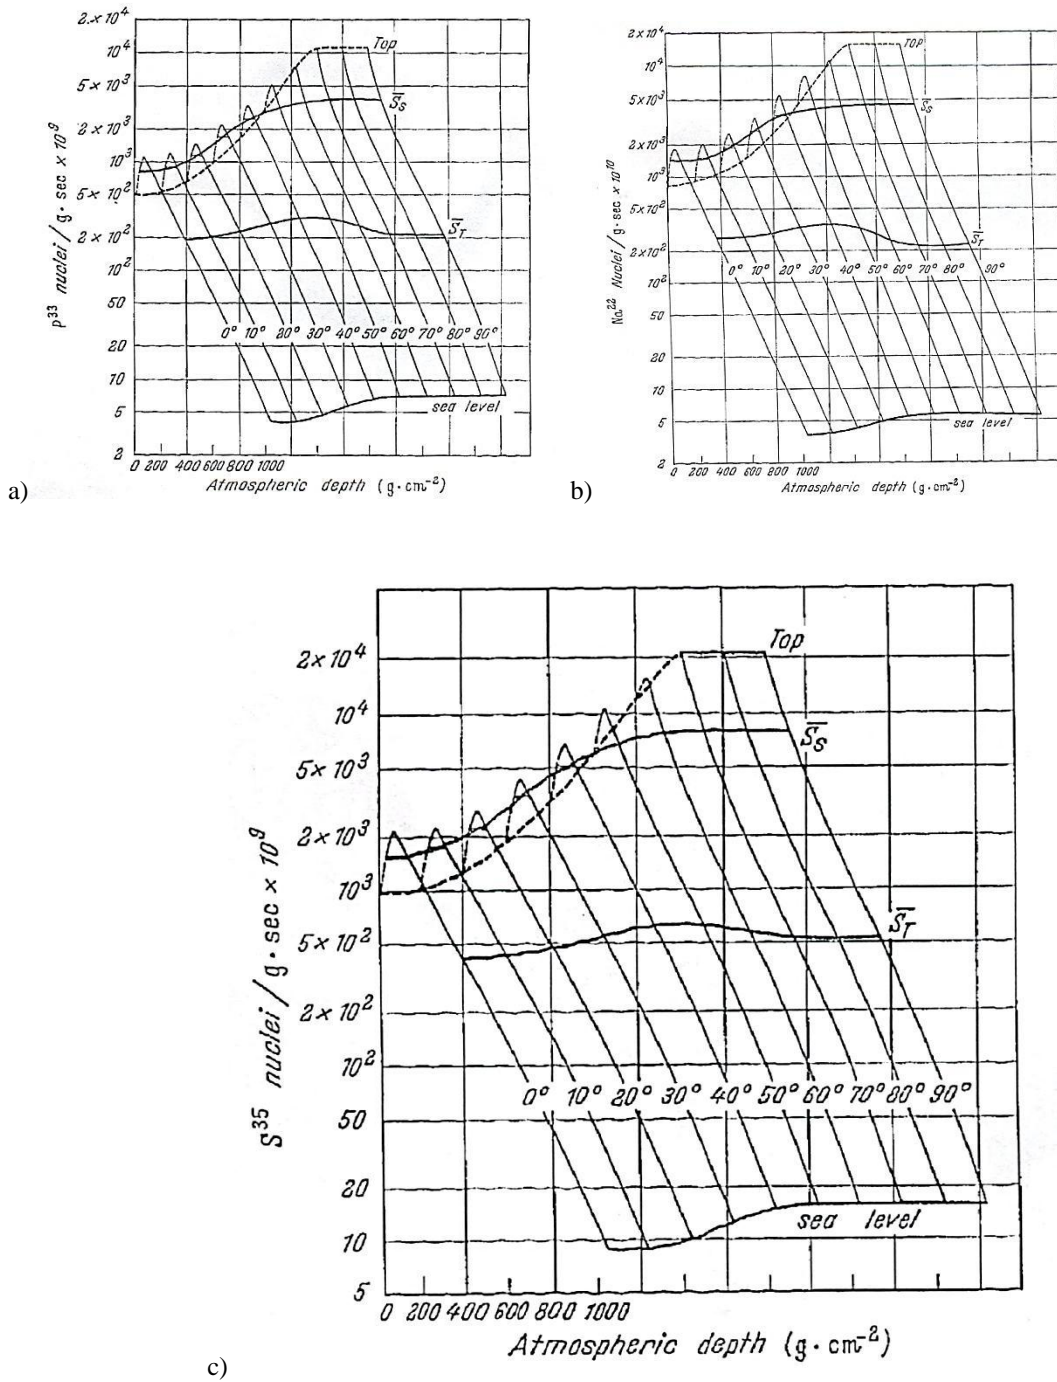 2×10⁴
10⁴
5×10³
2×10³
10³
5×10²
2×10²
10²
50
20
10
5
2
P³³ nuclei / g· sec × 10⁹
Top
S̅s
S̅T
0° 10° 20° 30° 40° 50° 60° 70° 80° 90°
sea level
0 200 400 600 800 1000
Atmospheric depth (g·cm⁻²)
a)
2×10⁴
10⁴
5×10³
2×10³
10³
5×10²
2×10²
10²
50
20
10
5
2
Na²² Nuclei / g· sec × 10¹⁰
Top
S̅s
S̅T
0° 10° 20° 30° 40° 50° 60° 70° 80° 90°
sea level
0 200 400 600 800 1000
Atmospheric depth (g·cm⁻²)
b)
2×10⁴
10⁴
5×10³
2×10³
10³
5×10²
2×10²
10²
50
20
10
5
S³⁵ nuclei / g· sec × 10⁹
Top
S̅s
S̅T
0° 10° 20° 30° 40° 50° 60° 70° 80° 90°
sea level
0 200 400 600 800 1000
Atmospheric depth (g·cm⁻²)
c)